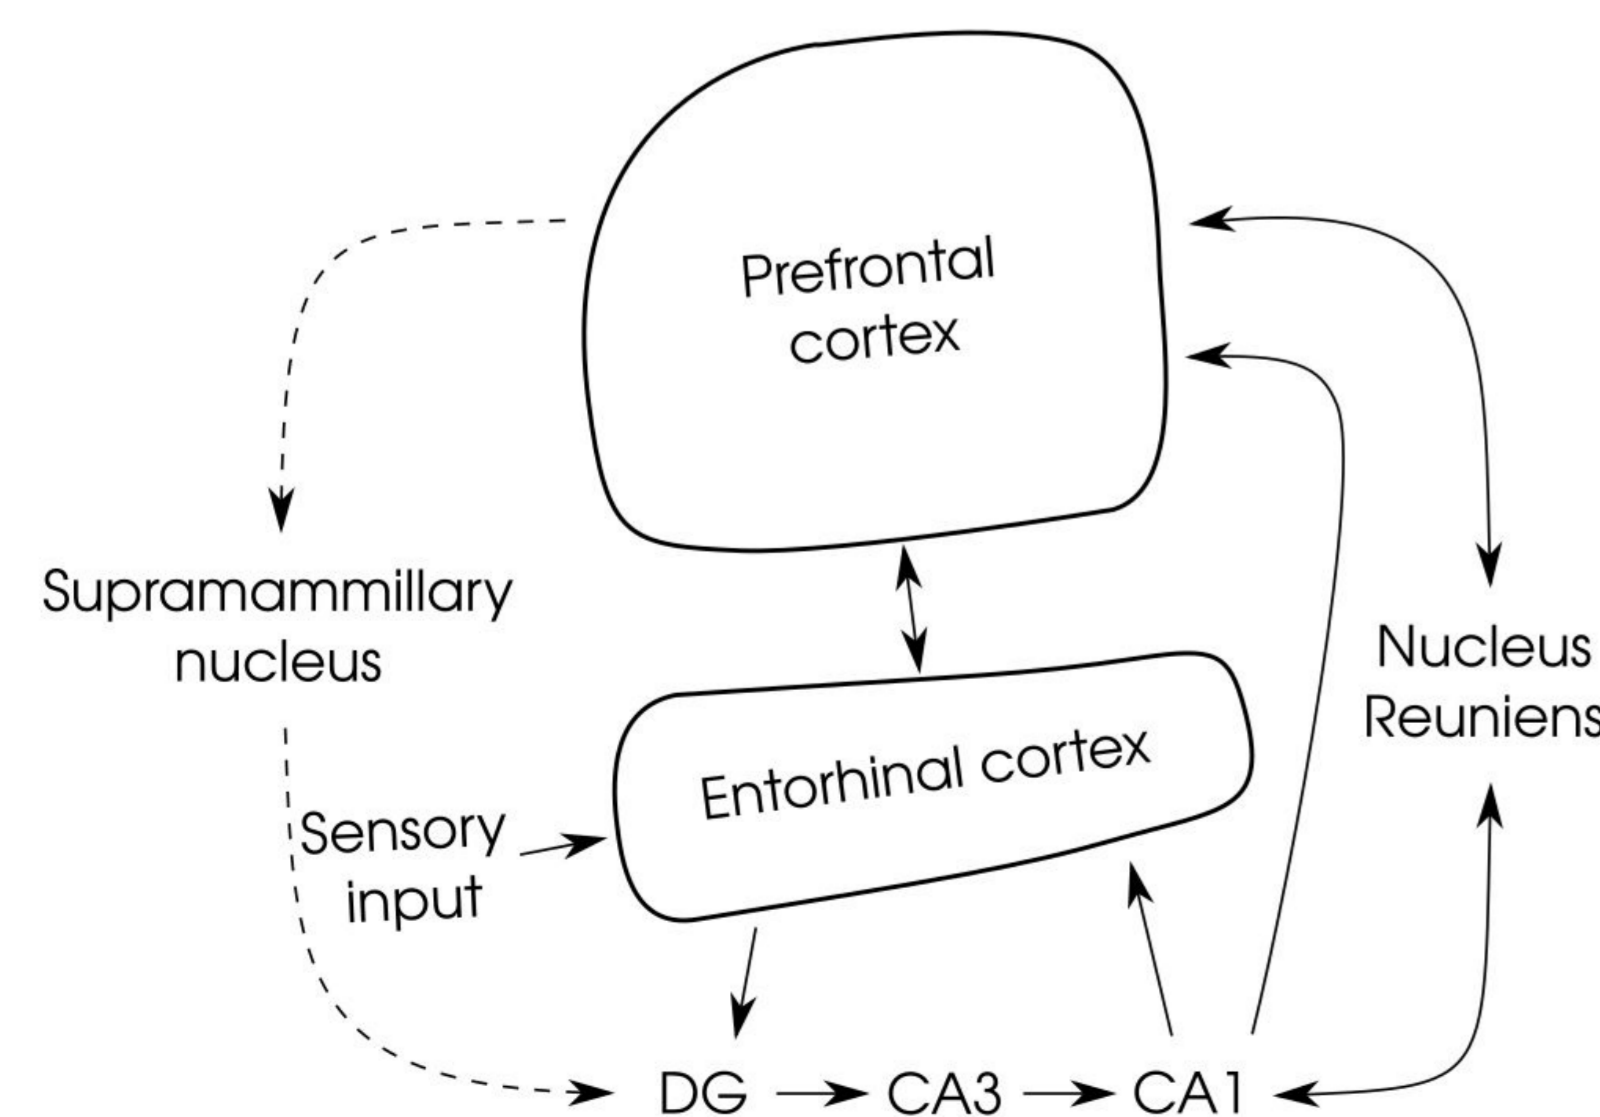 Prefrontal
cortex
Supramammillary
nucleus
Nucleus
Reuniens
Entorhinal cortex
Sensory
input
DG
CA3
CA1